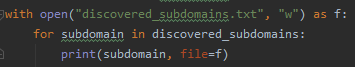 with open("discovered_subdomains.txt", "w") as f:
    for subdomain in discovered_subdomains:
        print(subdomain, file=f)